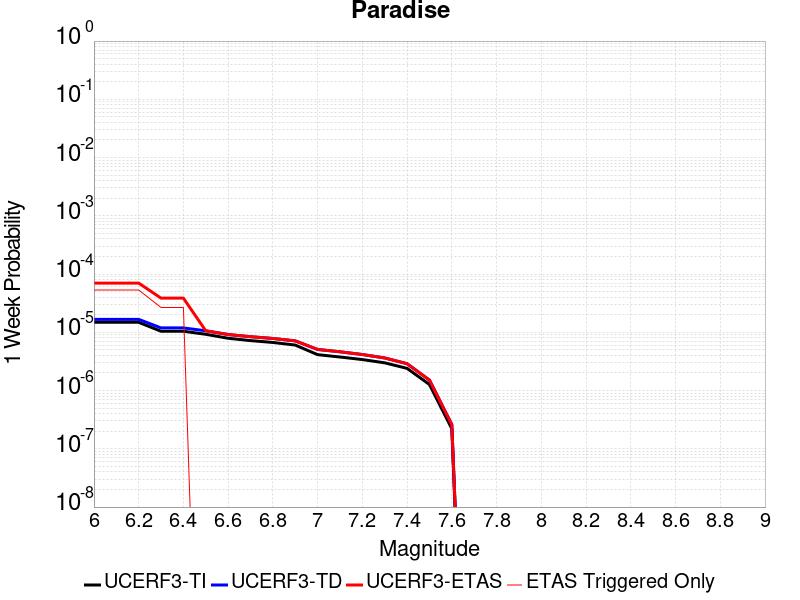 Paradise
10^0
10^-1
10^-2
10^-3
10^-4
10^-5
10^-6
10^-7
10^-8
1 Week Probability
6 6.2 6.4 6.6 6.8 7 7.2 7.4 7.6 7.8 8 8.2 8.4 8.6 8.8 9
Magnitude
UCERF3-TI UCERF3-TD UCERF3-ETAS ETAS Triggered Only